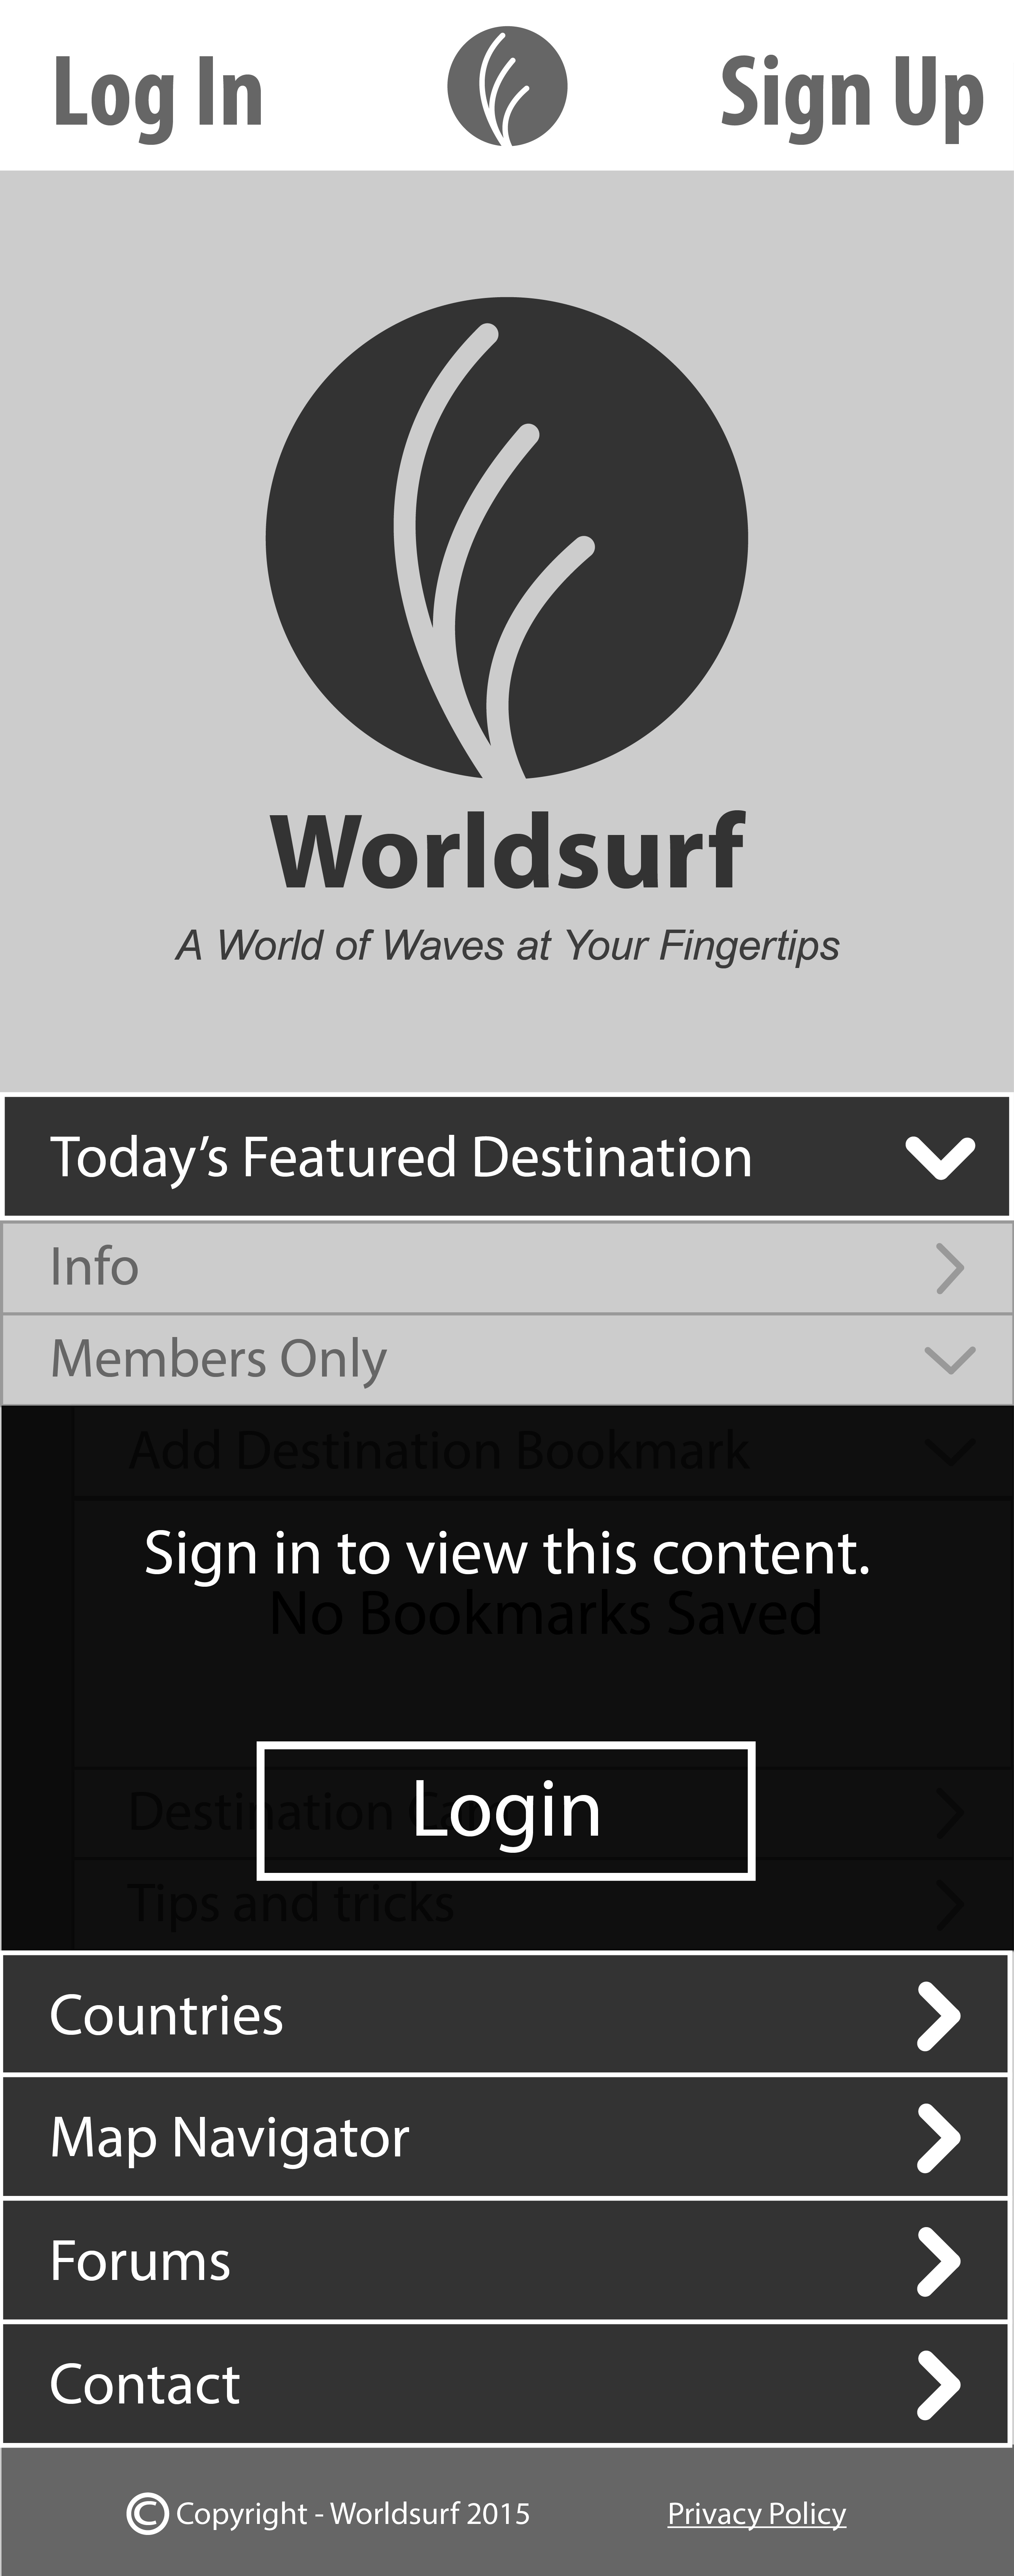 Log In
Sign Up
Worldsurf
A World of Waves at Your Fingertips
Today’s Featured Destination
Info
Members Only
Add Destination Bookmark
Sign in to view this content.
No Bookmarks Saved
Destination
Login
Tips and tricks
Countries
Map Navigator
Forums
Contact
© Copyright - Worldsurf 2015
Privacy Policy